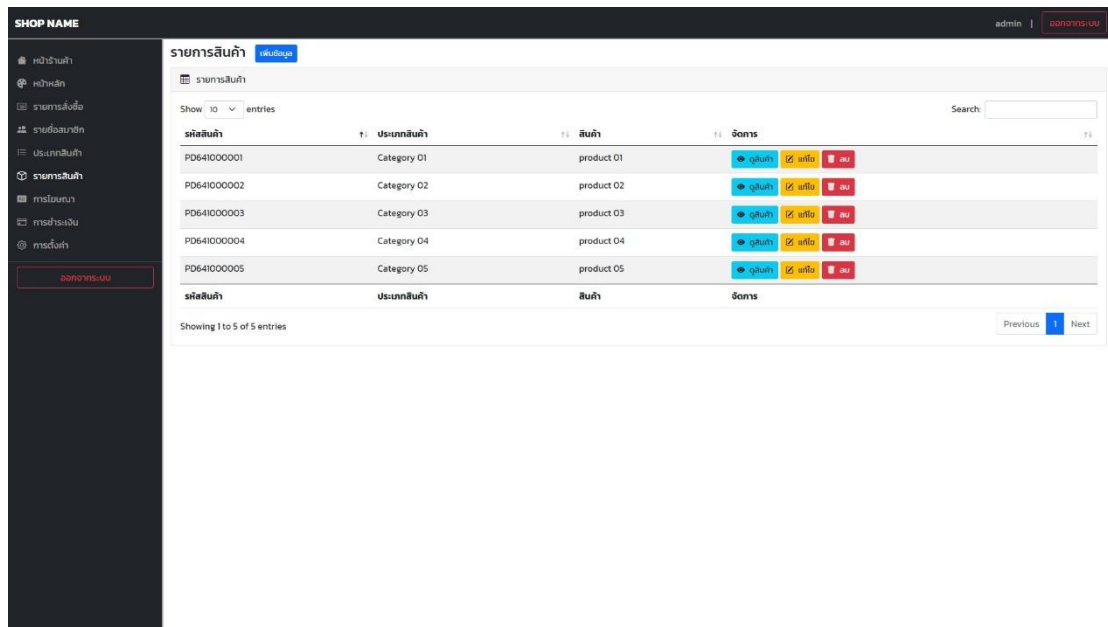 SHOP NAME
admin | ออกจากระบบ
หน้าร้านค้า
หน้าหลัก
รายการสั่งซื้อ
รายชื่อสมาชิก
ประเภทสินค้า
รายการสินค้า
การโฆษณา
การชำระเงิน
การตั้งค่า
ออกจากระบบ
รายการสินค้า เพิ่มข้อมูล
รายการสินค้า
Show 10 entries Search:
รหัสสินค้า ประเภทสินค้า สินค้า จัดการ
PD641000001 Category 01 product 01 ดูสินค้า แก้ไข ลบ
PD641000002 Category 02 product 02 ดูสินค้า แก้ไข ลบ
PD641000003 Category 03 product 03 ดูสินค้า แก้ไข ลบ
PD641000004 Category 04 product 04 ดูสินค้า แก้ไข ลบ
PD641000005 Category 05 product 05 ดูสินค้า แก้ไข ลบ
รหัสสินค้า ประเภทสินค้า สินค้า จัดการ
Showing 1 to 5 of 5 entries Previous 1 Next